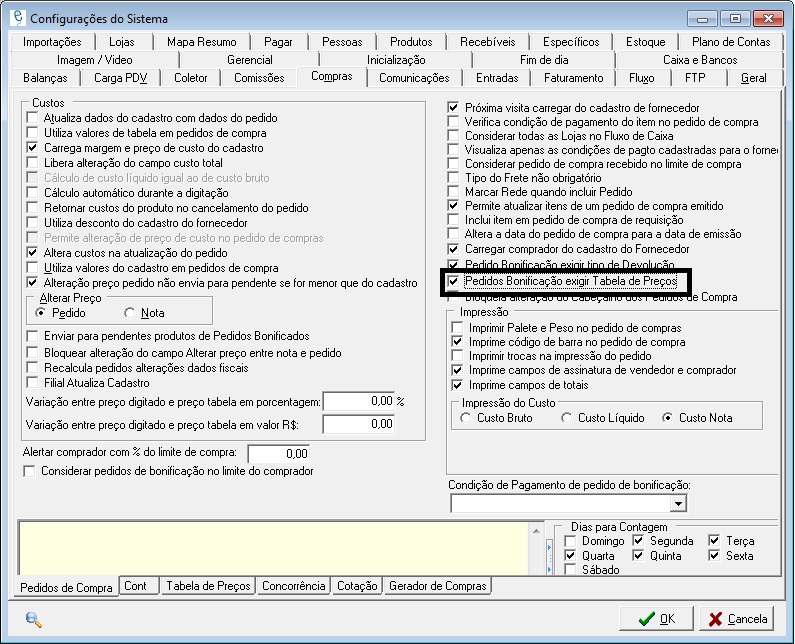 Configurações do Sistema
Importações Lojas Mapa Resumo Pagar Pessoas Produtos Recebíveis Específicos Estoque Plano de Contas
Imagem / Video Gerencial Inicialização Fim de dia Caixa e Bancos
Balanças Carga PDV Coletor Comissões Compras Comunicações Entradas Faturamento Fluxo FTP Geral
Custos
Atualiza dados do cadastro com dados do pedido
Utiliza valores de tabela em pedidos de compra
Carrega margem e preço de custo do cadastro
Libera alteração do campo custo total
Cálculo de custo líquido igual ao de custo bruto
Cálculo automático durante a digitação
Retornar custos do produto no cancelamento do pedido
Utiliza desconto do cadastro do fornecedor
Permite alteração de preço de custo no pedido de compras
Altera custos na atualização do pedido
Utiliza valores do cadastro em pedidos de compra
Alteração preço pedido não envia para pendente se for menor que do cadastro
Alterar Preço
Pedido Nota
Enviar para pendentes produtos de Pedidos Bonificados
Bloquear alteração do campo Alterar preço entre nota e pedido
Recalcula pedidos alterações dados fiscais
Filial Atualiza Cadastro
Variação entre preço digitado e preço tabela em porcentagem: 0,00 %
Variação entre preço digitado e preço tabela em valor R$: 0,00
Alertar comprador com % do limite de compra: 0,00
Considerar pedidos de bonificação no limite do comprador
Próxima visita carregar do cadastro de fornecedor
Verifica condição de pagamento do item no pedido de compra
Considerar todas as Lojas no Fluxo de Caixa
Visualiza apenas as condições de pagto cadastradas para o forne
Considerar pedido de compra recebido no limite de compra
Tipo do Frete não obrigatório
Marcar Rede quando incluir Pedido
Permite atualizar itens de um pedido de compra emitido
Inclui item em pedido de compra de requisição
Altera a data do pedido de compra para a data de emissão
Carregar comprador do cadastro do Fornecedor
Pedido Bonificação exigir tipo de Devolução
Pedidos Bonificação exigir Tabela de Preços
Bloqueia alteração do Cabeçalho dos Pedidos de Compra
Impressão
Imprimir Palete e Peso no pedido de compras
Imprime código de barra no pedido de compra
Imprimir trocas na impressão do pedido
Imprime campos de assinatura de vendedor e comprador
Imprime campos de totais
Impressão do Custo
Custo Bruto Custo Líquido Custo Nota
Condição de Pagamento de pedido de bonificação:
Dias para Contagem
Domingo Segunda Terça
Quarta Quinta Sexta
Sábado
Pedidos de Compra Cont Tabela de Preços Concorrência Cotação Gerador de Compras
OK Cancela